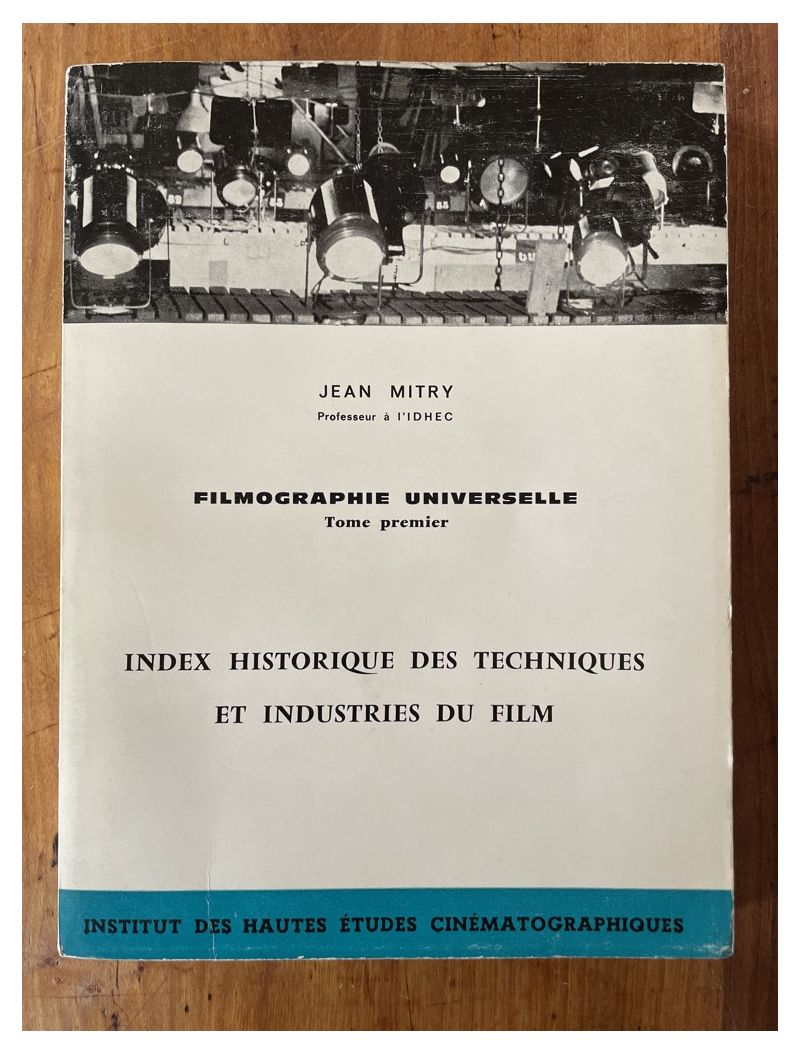 JEAN MITRY
Professeur à l'IDHEC
FILMOGRAPHIE UNIVERSELLE
Tome premier
INDEX HISTORIQUE DES TECHNIQUES
ET INDUSTRIES DU FILM
INSTITUT DES HAUTES ÉTUDES CINÉMATOGRAPHIQUES